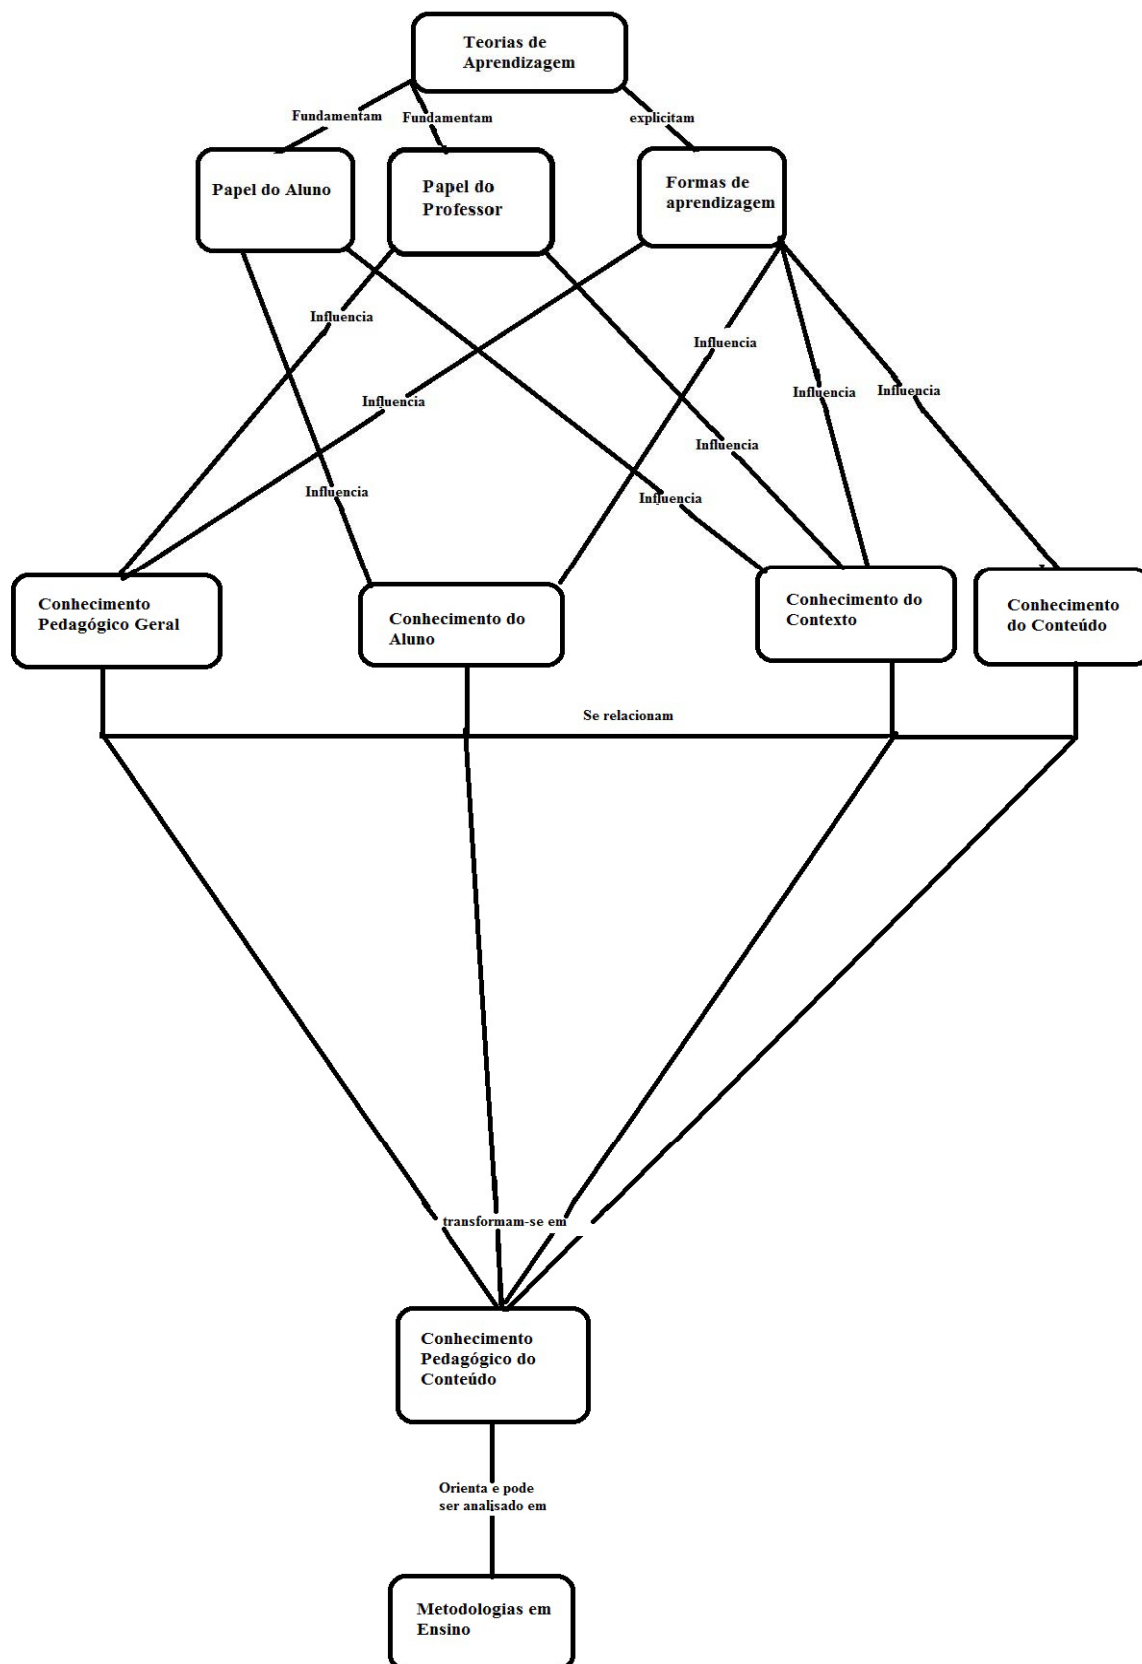 Teorias de
Aprendizagem
Fundamentam
Fundamentam
explicitam
Papel do Aluno
Papel do
Professor
Formas de
aprendizagem
Influencia
Influencia
Influencia
Influencia
Influencia
Influencia
Influencia
Influencia
Conhecimento
Pedagógico Geral
Conhecimento do
Aluno
Conhecimento do
Contexto
Conhecimento
do Conteúdo
Se relacionam
transformam-se em
Conhecimento
Pedagógico do
Conteúdo
Orienta e pode
ser analisado em
Metodologias em
Ensino